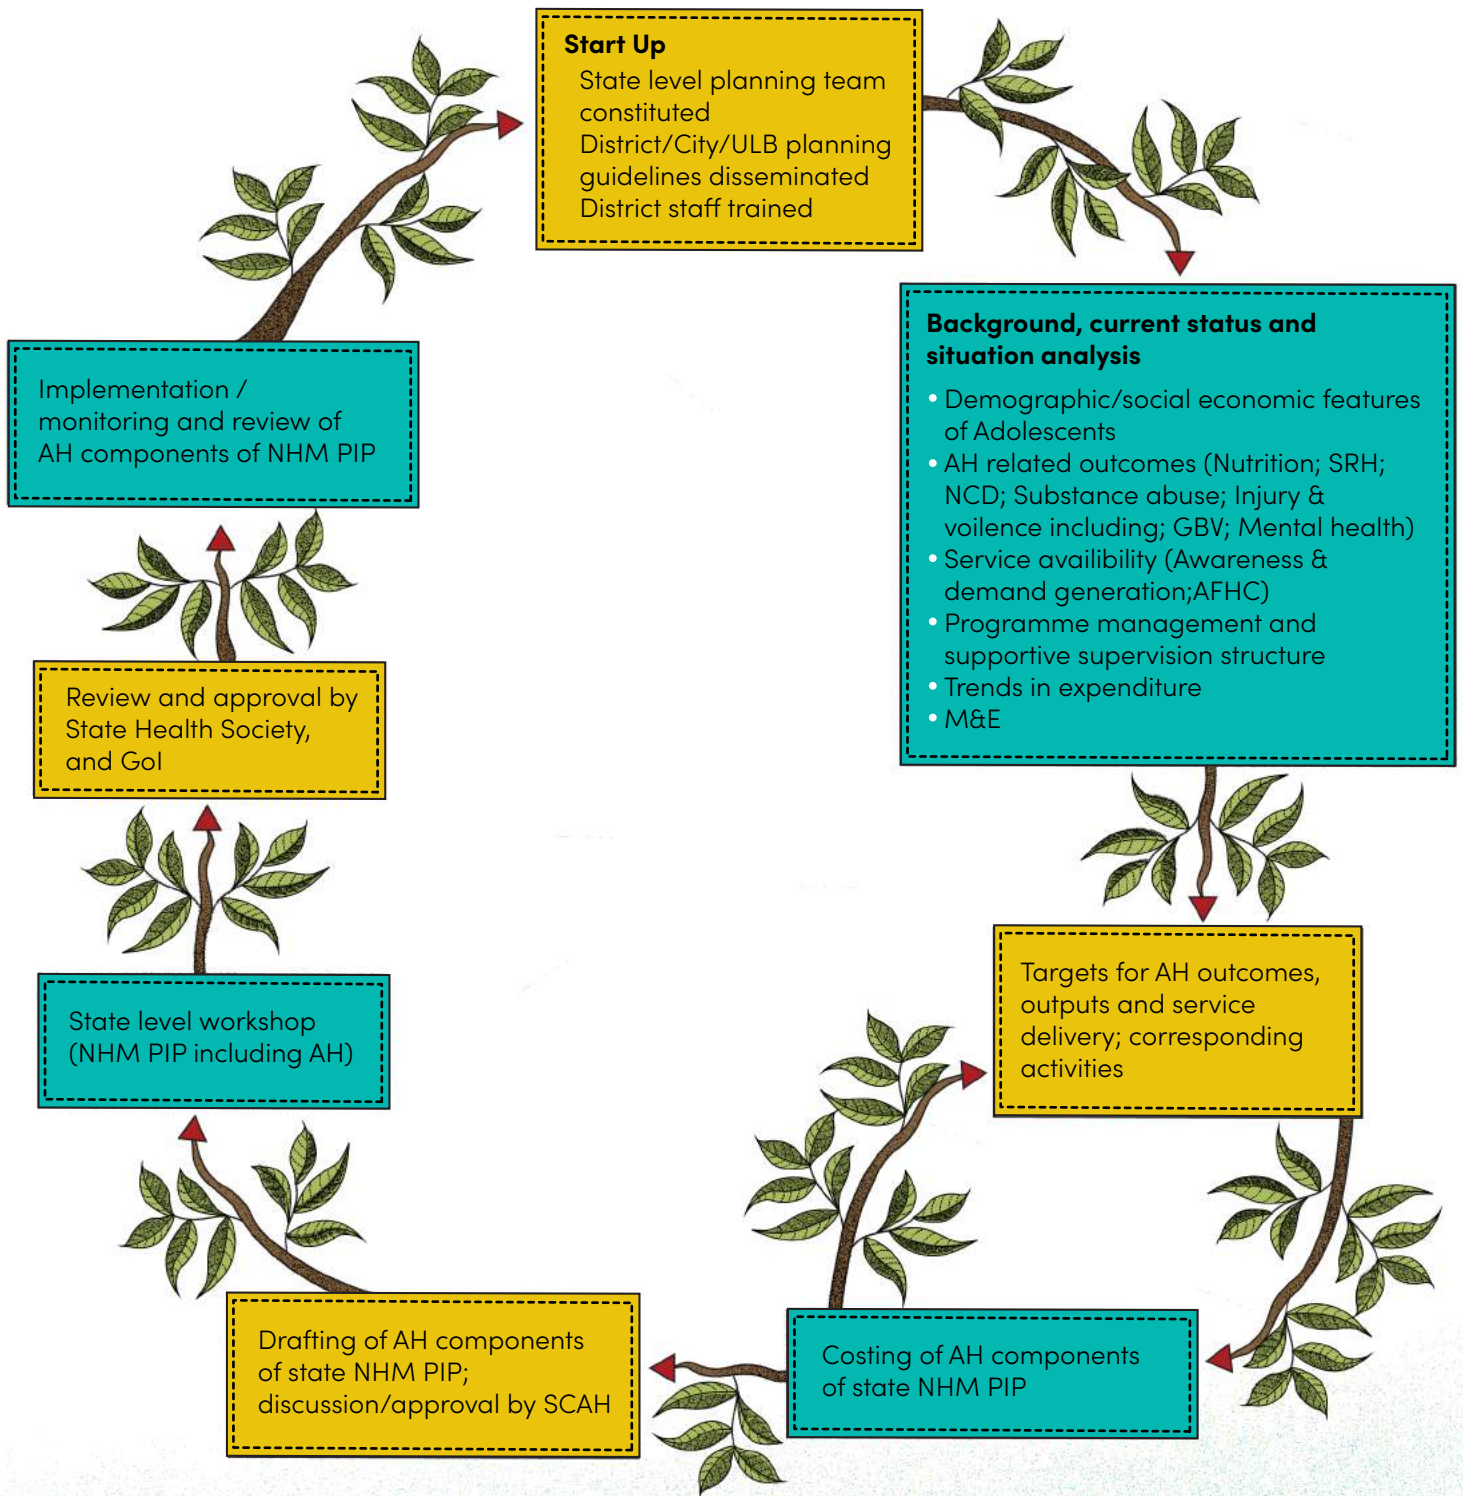 Start Up
State level planning team
constituted
District/City/ULB planning
guidelines disseminated
District staff trained
Background, current status and
situation analysis
• Demographic/social economic features
of Adolescents
• AH related outcomes (Nutrition; SRH;
NCD; Substance abuse; Injury &
voilence including; GBV; Mental health)
• Service availibility (Awareness &
demand generation;AFHC)
• Programme management and
supportive supervision structure
• Trends in expenditure
• M&E
Targets for AH outcomes,
outputs and service
delivery; corresponding
activities
Costing of AH components
of state NHM PIP
Drafting of AH components
of state NHM PIP;
discussion/approval by SCAH
State level workshop
(NHM PIP including AH)
Review and approval by
State Health Society,
and GoI
Implementation /
monitoring and review of
AH components of NHM PIP